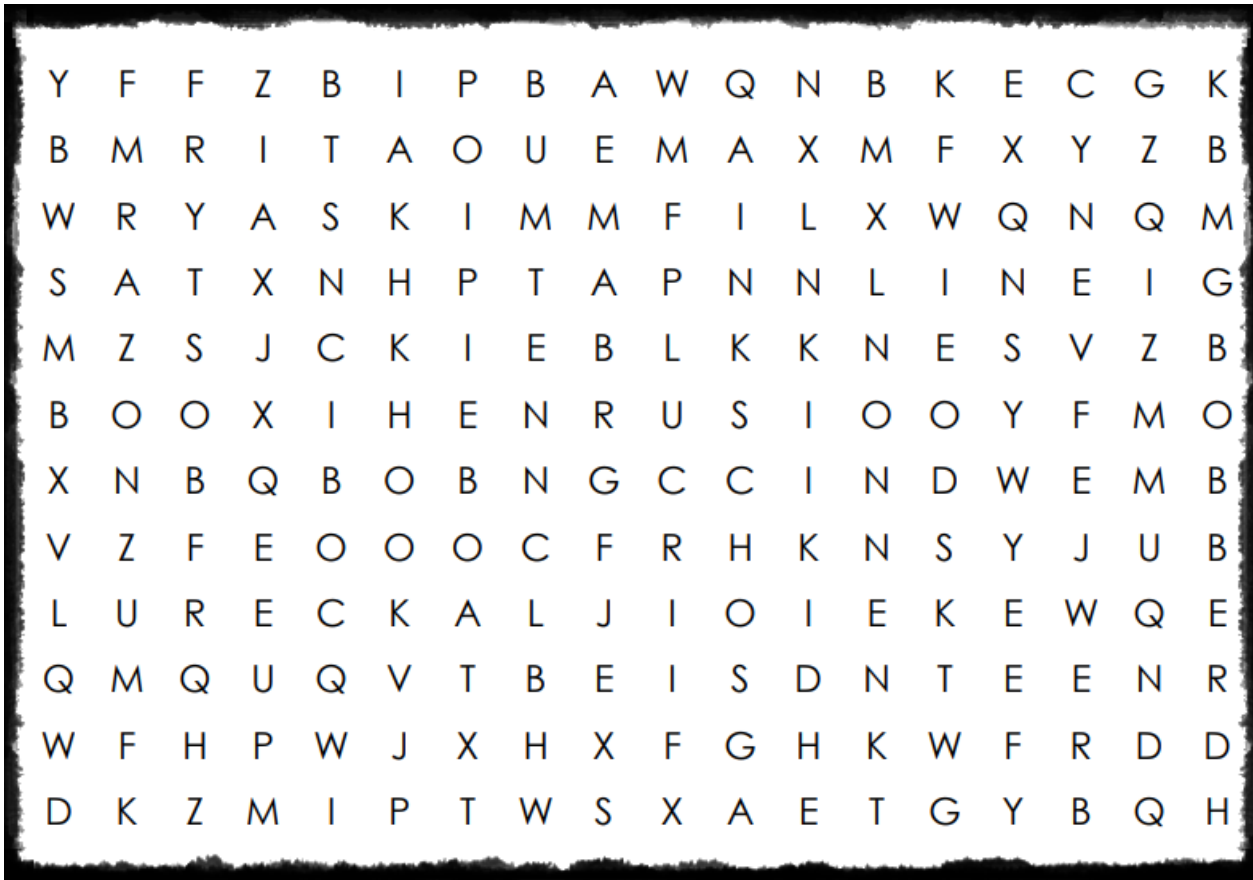 Y F F Z B I P B A W Q N B K E C G K
B M R I T A O U E M A X M F X Y Z B
W R Y A S K I M M F I L X W Q N Q M
S A T X N H P T A P N N L I N E I G
M Z S J C K I E B L K K N E S V Z B
B O O X I H E N R U S I O O Y F M O
X N B Q B O B N G C C I N D W E M B
V Z F E O O O C F R H K N S Y J U B
L U R E C K A L J I O I E K E W Q E
Q M Q U Q V T B E I S D N T E E N R
W F H P W J X H X F G H K W F R D D
D K Z M I P T W S X A E T G Y B Q H